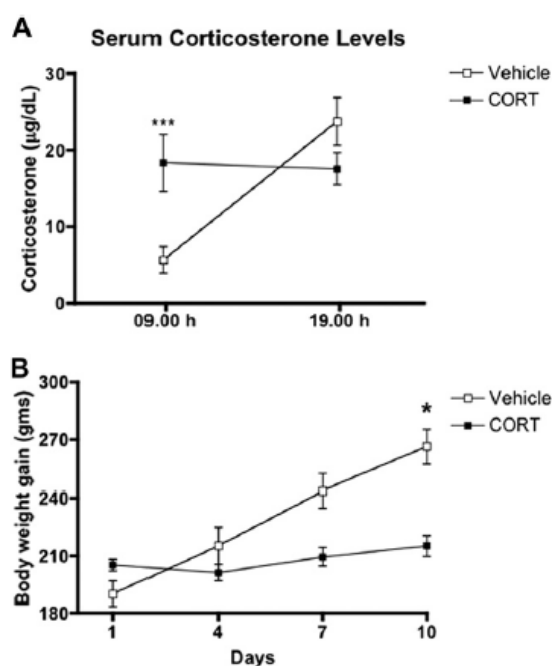 A
Serum Corticosterone Levels
Vehicle
CORT
Corticosterone (µg/dL)
30
20
10
0
***
09.00 h
19.00 h
B
Vehicle
CORT
Body weight gain (gms)
300
270
240
210
180
*
1
4
7
10
Days